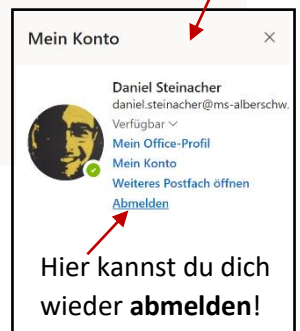 Mein Konto
Daniel Steinacher
daniel.steinacher@ms-alberschw.
Verfügbar
Mein Office-Profil
Mein Konto
Weiteres Postfach öffnen
Abmelden
Hier kannst du dich
wieder abmelden!